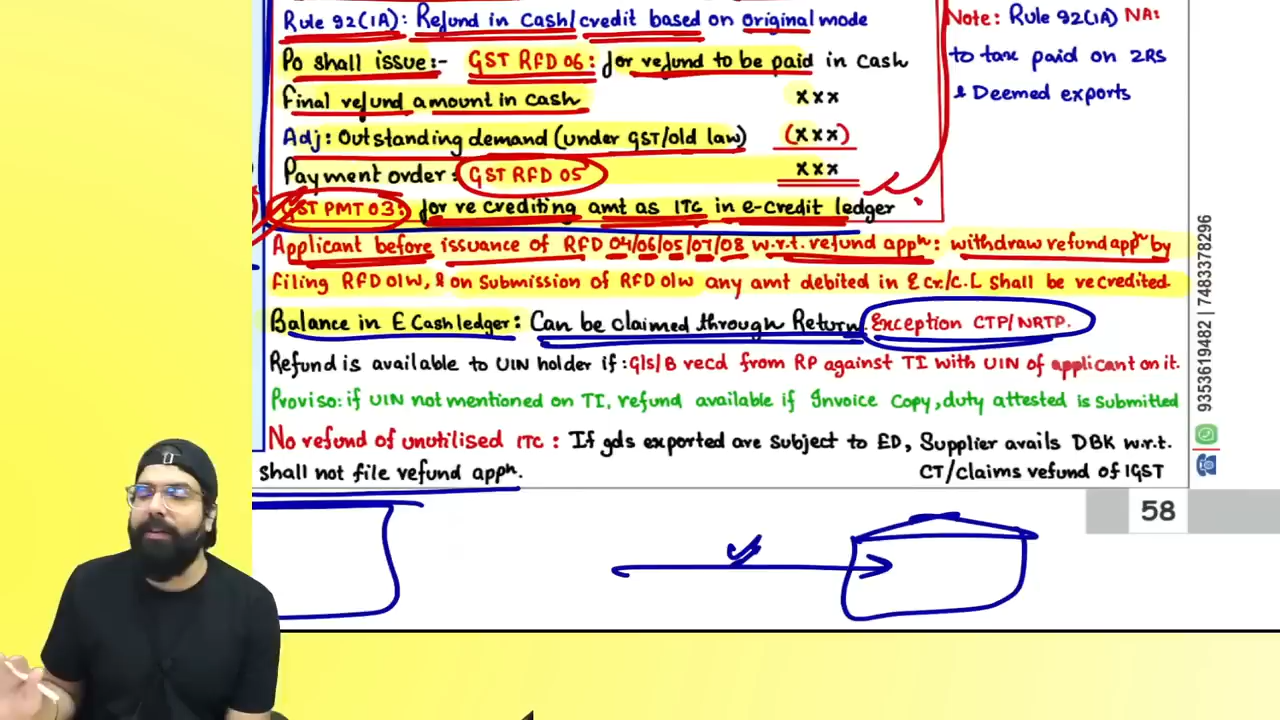 Rule 92(1A): Refund in Cash/credit based on original mode
Po shall issue:- GST RFD 06: for refund to be paid in cash
Final refund amount in cash xxx
Adj: Outstanding demand (under GST/old law) (xxx)
Payment order: GST RFD 05 xxx
GST PMT 03: for re crediting amt as ITC in e-credit ledger
Note: Rule 92(1A) NA:
to tax paid on ZRS
& Deemed exports
Applicant before issuance of RFD 04/06/05/07/08 w.r.t. refund appn: withdraw refund appn by
Filing RFD 01W, & on submission of RFD 01W any amt debited in E Cr./C.L shall be recredited.
Balance in E Cash ledger: Can be claimed through Return. Exception CTP/NRTP.
Refund is available to UIN holder if: G/S/B recd from RP against TI with UIN of applicant on it.
Proviso: if UIN not mentioned on TI, refund available if Invoice Copy, duty attested is Submitted
No refund of unutilised ITC: If gds exported are subject to ED, Supplier avails DBK w.r.t.
shall not file refund appn. CT/claims refund of IGST
58
9353619482 | 7483378296